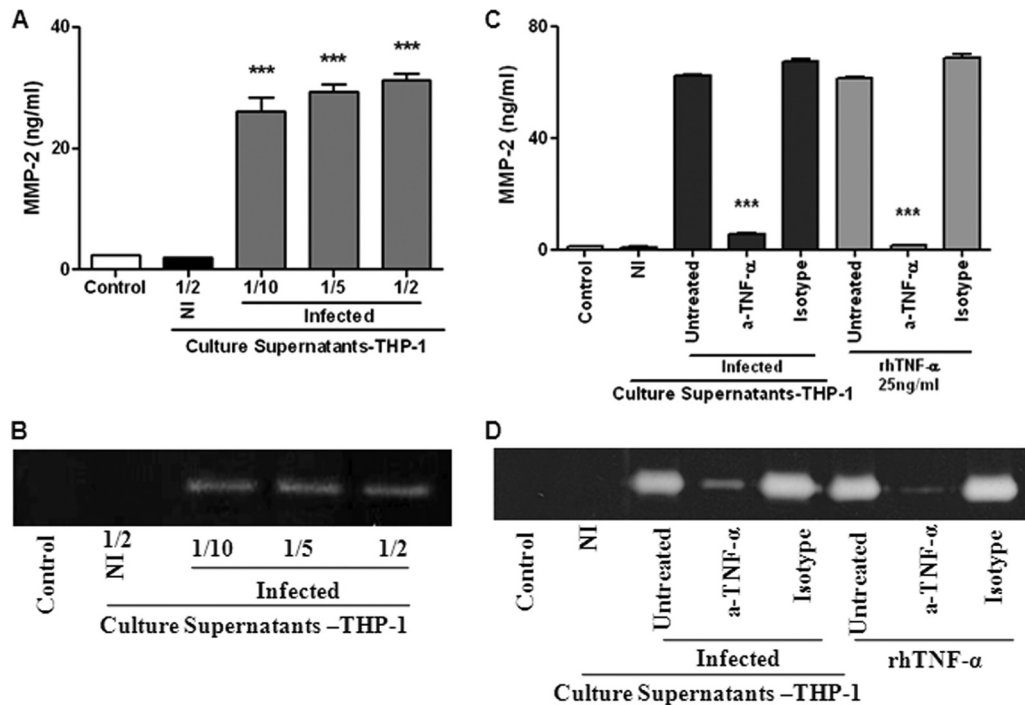 A
MMP-2 (ng/ml)
40
20
0
***
***
***
Control
1/2
1/10
1/5
1/2
NI
Infected
Culture Supernatants-THP-1
C
MMP-2 (ng/ml)
80
40
0
***
***
Control
NI
Untreated
a-TNF-α
Isotype
Untreated
a-TNF-α
Isotype
Infected
rhTNF-α
25ng/ml
Culture Supernatants-THP-1
B
Control
1/2
NI
1/10
1/5
1/2
Infected
Culture Supernatants –THP-1
D
Control
NI
Untreated
a-TNF-α
Isotype
Untreated
a-TNF-α
Isotype
Infected
rhTNF-α
Culture Supernatants –THP-1